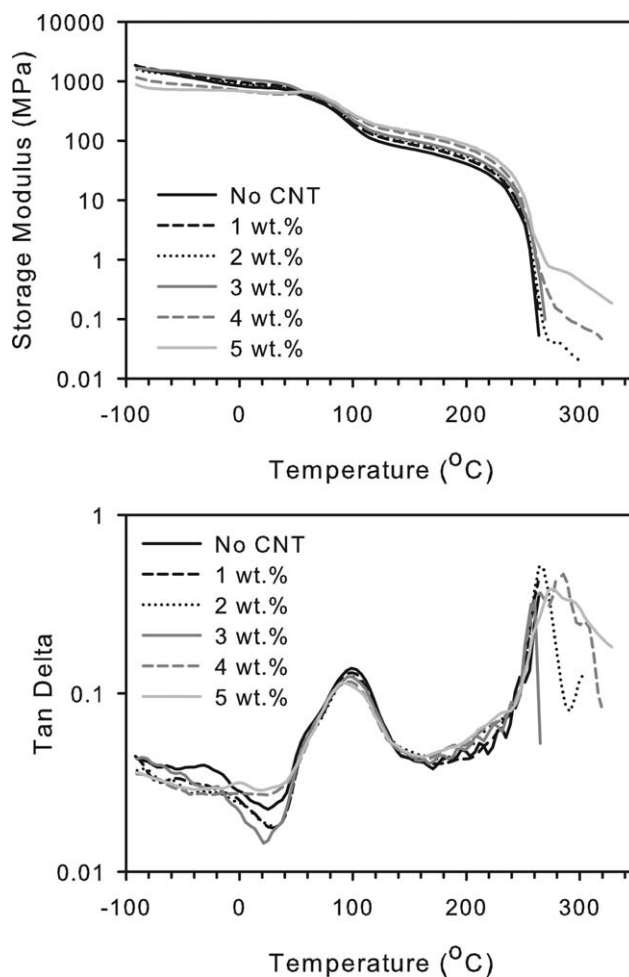 10000
1000
100
10
1
0.1
0.01
Storage Modulus (MPa)
No CNT
1 wt.%
2 wt.%
3 wt.%
4 wt.%
5 wt.%
-100 0 100 200 300
Temperature (°C)
1
0.1
0.01
Tan Delta
No CNT
1 wt.%
2 wt.%
3 wt.%
4 wt.%
5 wt.%
-100 0 100 200 300
Temperature (°C)